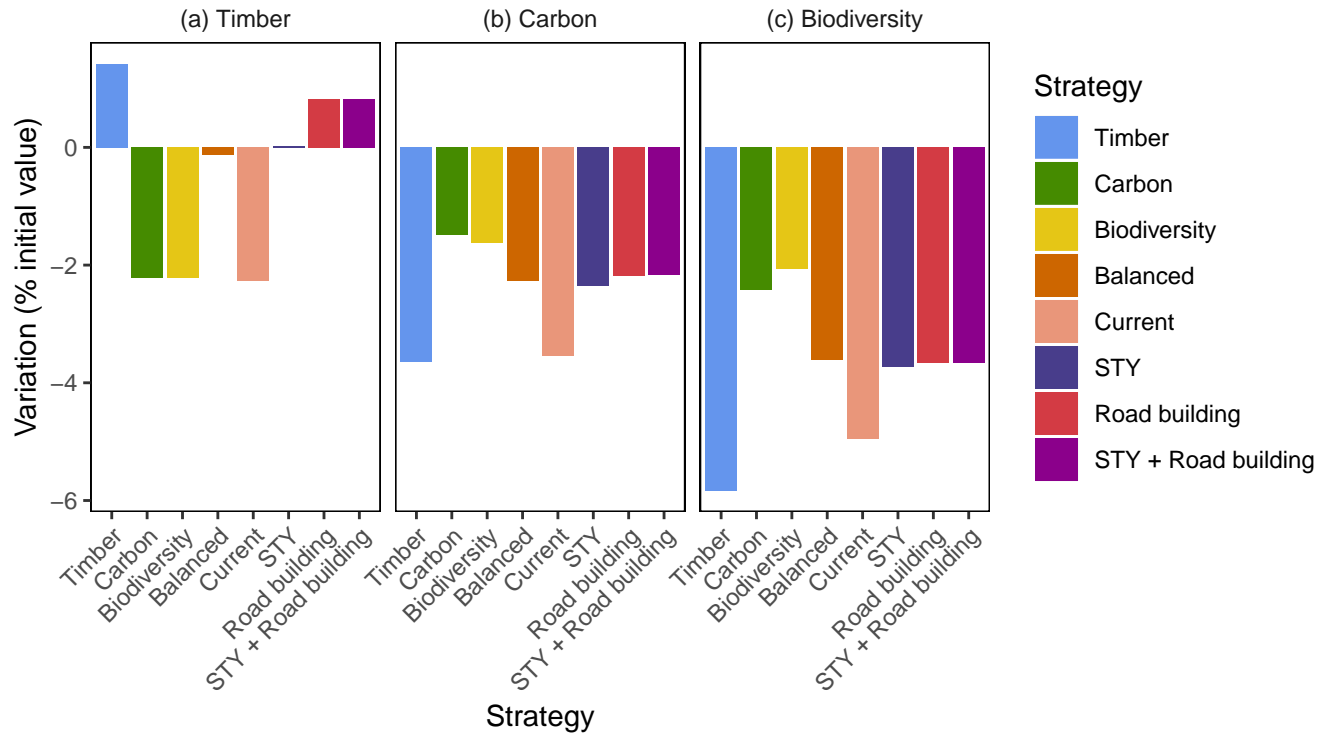 (a) Timber
(b) Carbon
(c) Biodiversity
Variation (% initial value)
0
−2
−4
−6
Timber
Carbon
Biodiversity
Balanced
Current
STY
Road building
STY + Road building
Timber
Carbon
Biodiversity
Balanced
Current
STY
Road building
STY + Road building
Timber
Carbon
Biodiversity
Balanced
Current
STY
Road building
STY + Road building
Strategy
Strategy
Timber
Carbon
Biodiversity
Balanced
Current
STY
Road building
STY + Road building